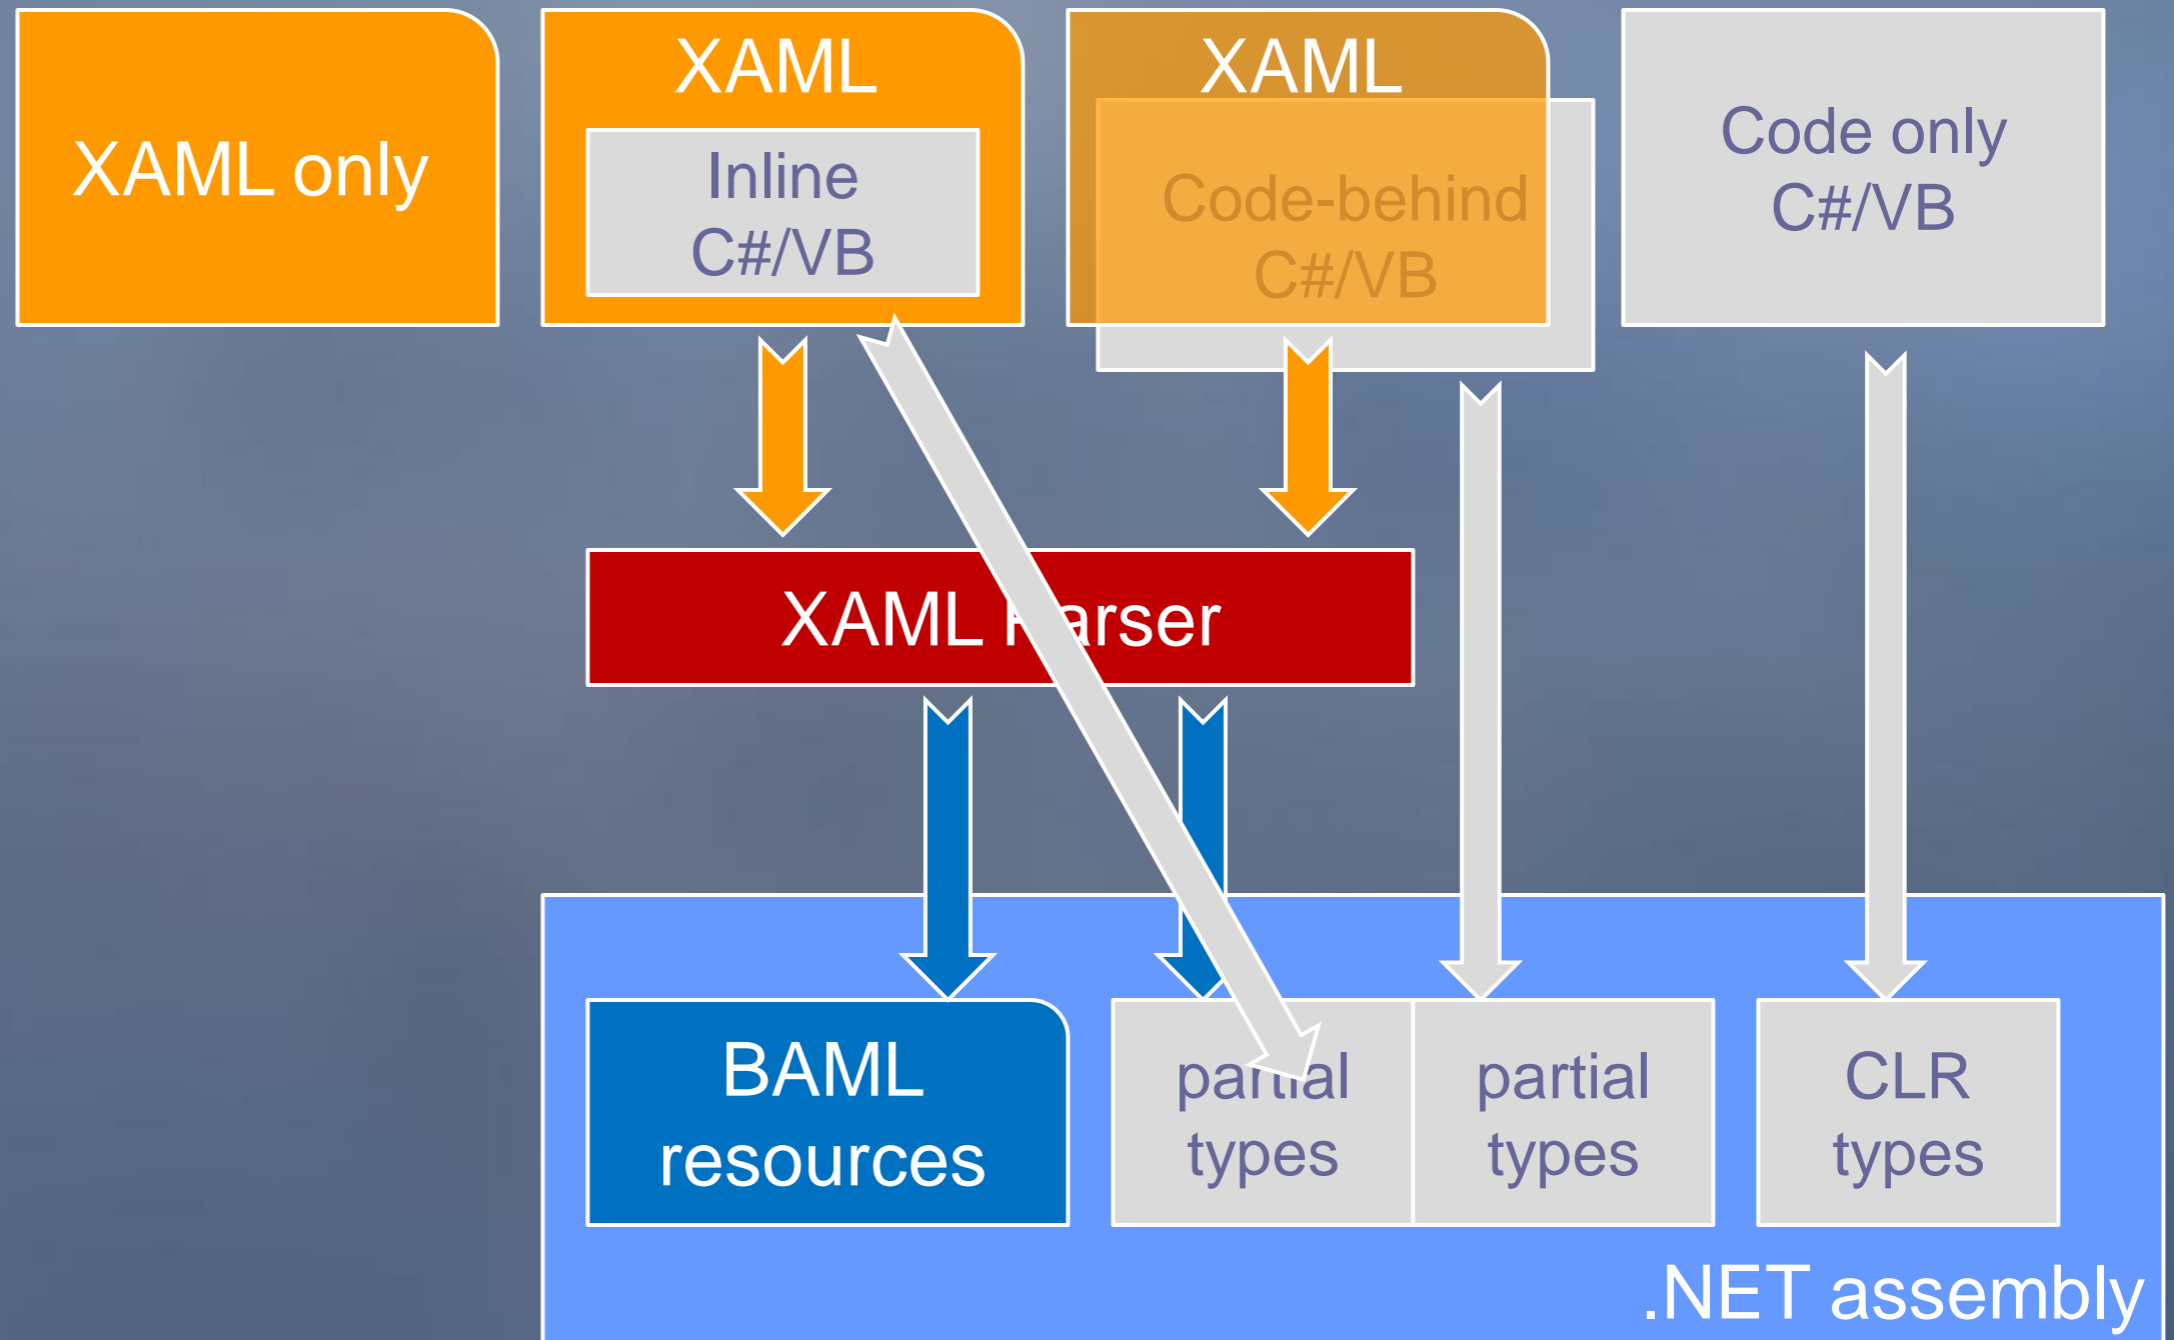 XAML only
XAML
Inline
C#/VB
XAML
Code-behind
C#/VB
Code only
C#/VB
XAML Parser
BAML
resources
partial
types
partial
types
CLR
types
.NET assembly